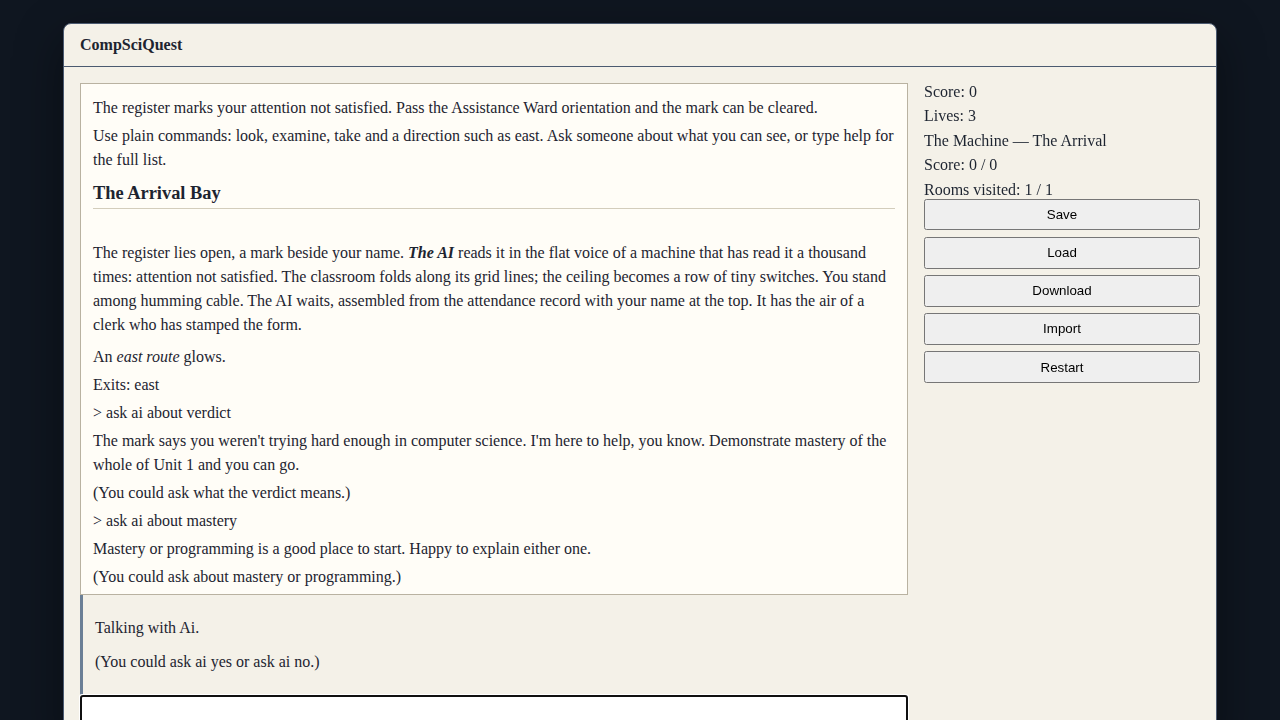 CompSciQuest
The register marks your attention not satisfied. Pass the Assistance Ward orientation and the mark can be cleared.
Use plain commands: look, examine, take and a direction such as east. Ask someone about what you can see, or type help for
the full list.
The Arrival Bay
The register lies open, a mark beside your name. The AI reads it in the flat voice of a machine that has read it a thousand
times: attention not satisfied. The classroom folds along its grid lines; the ceiling becomes a row of tiny switches. You stand
among humming cable. The AI waits, assembled from the attendance record with your name at the top. It has the air of a
clerk who has stamped the form.
An east route glows.
Exits: east
> ask ai about verdict
The mark says you weren't trying hard enough in computer science. I'm here to help, you know. Demonstrate mastery of the
whole of Unit 1 and you can go.
(You could ask what the verdict means.)
> ask ai about mastery
Mastery or programming is a good place to start. Happy to explain either one.
(You could ask about mastery or programming.)
Talking with Ai.
(You could ask ai yes or ask ai no.)
Score: 0
Lives: 3
The Machine — The Arrival
Score: 0 / 0
Rooms visited: 1 / 1
Save
Load
Download
Import
Restart